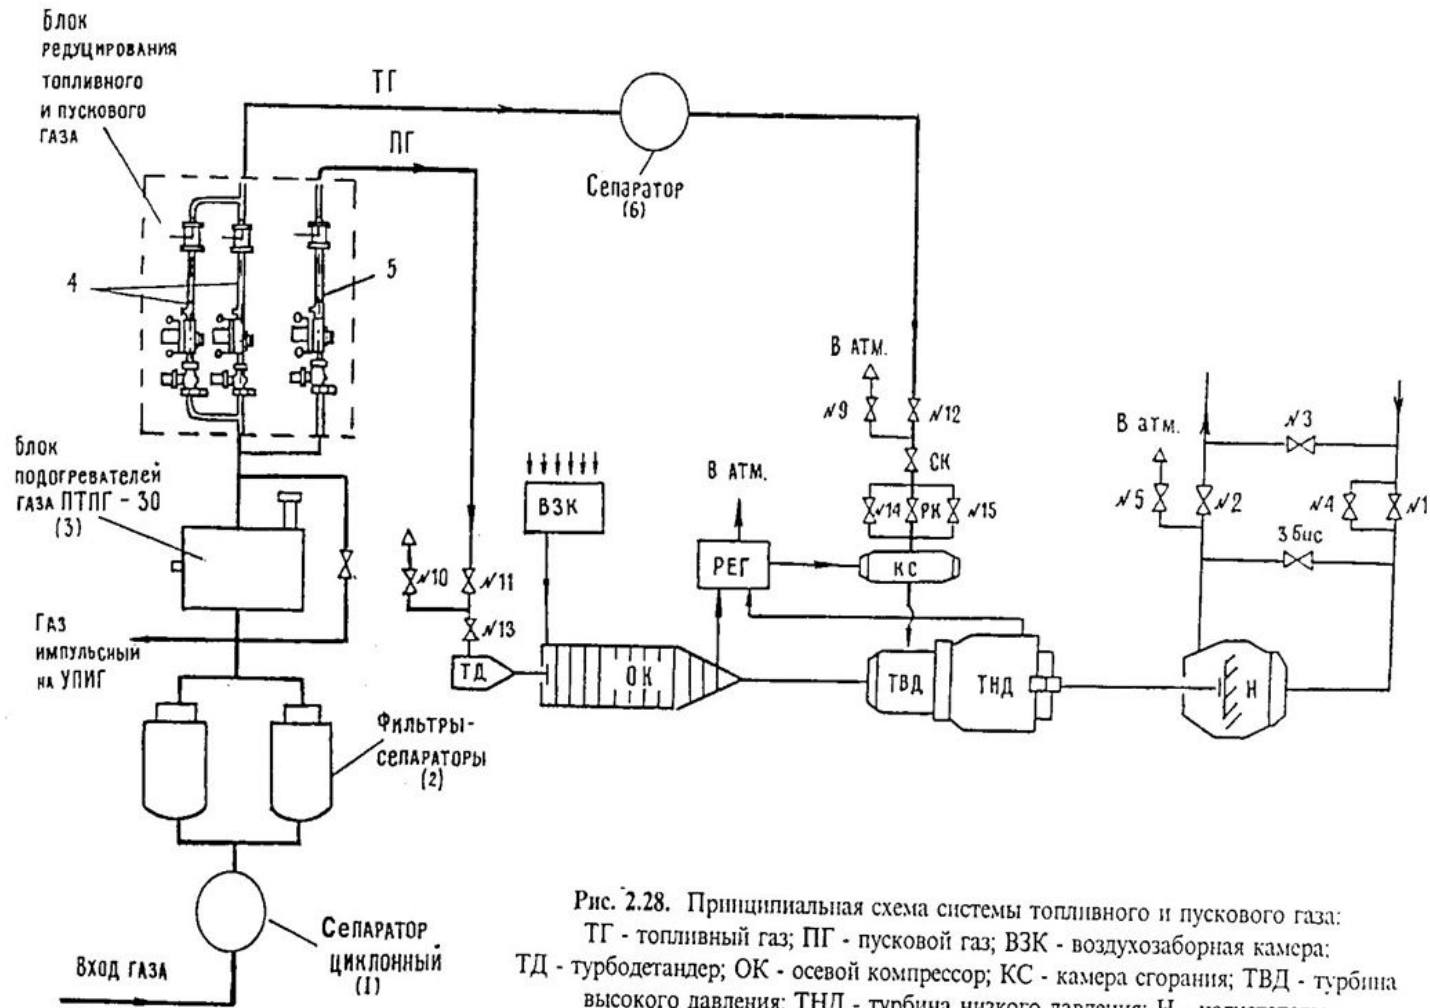 Блок
редуцирования
топливного
и пускового
газа
ТГ
ПГ
Сепаратор
(6)
4
5
В атм.
№9
№12
СК
№14
РК
№15
КС
В атм.
№5
№2
№3
№4
№1
3 бис
Блок
подогревателей
газа ПТПГ - 30
(3)
ВЗК
В атм.
РЕГ
№10
№11
№13
ТД
ОК
ТВД
ТНД
Н
Газ
импульсный
на УПИГ
Фильтры-
сепараторы
(2)
Сепаратор
циклонный
(1)
Вход газа
Рис. 2.28. Принципиальная схема системы топливного и пускового газа:
ТГ - топливный газ; ПГ - пусковой газ; ВЗК - воздухозаборная камера;
ТД - турбодетандер; ОК - осевой компрессор; КС - камера сгорания; ТВД - турбина
высокого давления; ТНД - турбина низкого давления; Н -